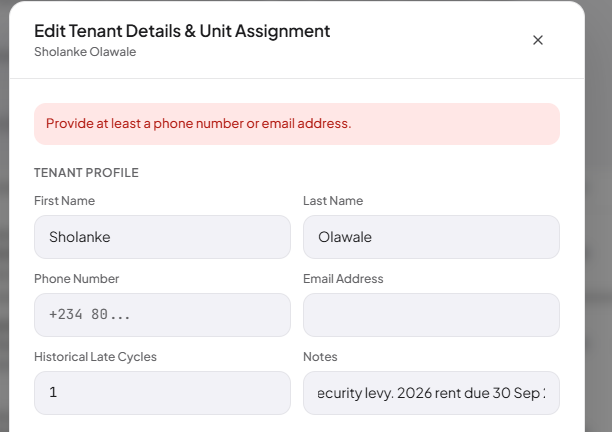 Edit Tenant Details & Unit Assignment
Sholanke Olawale
Provide at least a phone number or email address.
TENANT PROFILE
First Name
Last Name
Sholanke
Olawale
Phone Number
Email Address
+234 80...
Historical Late Cycles
Notes
1
ecurity levy. 2026 rent due 30 Sep